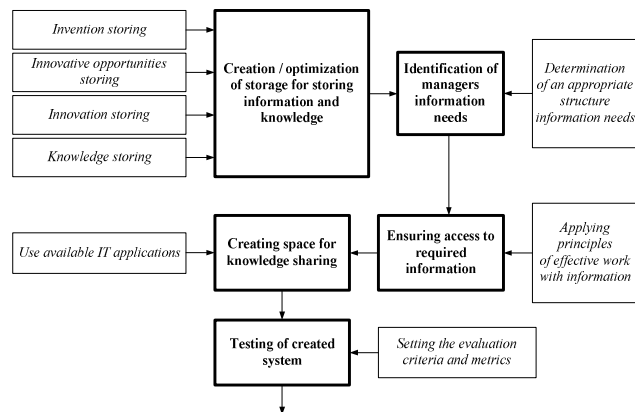 Invention storing
Innovative opportunities
storing
Innovation storing
Knowledge storing
Creation / optimization
of storage for storing
information and
knowledge
Identification of
managers
information
needs
Determination
of an appropriate
structure
information needs
Use available IT applications
Creating space for
knowledge sharing
Ensuring access to
required
information
Applying
principles
of effective work
with information
Testing of created
system
Setting the evaluation
criteria and metrics